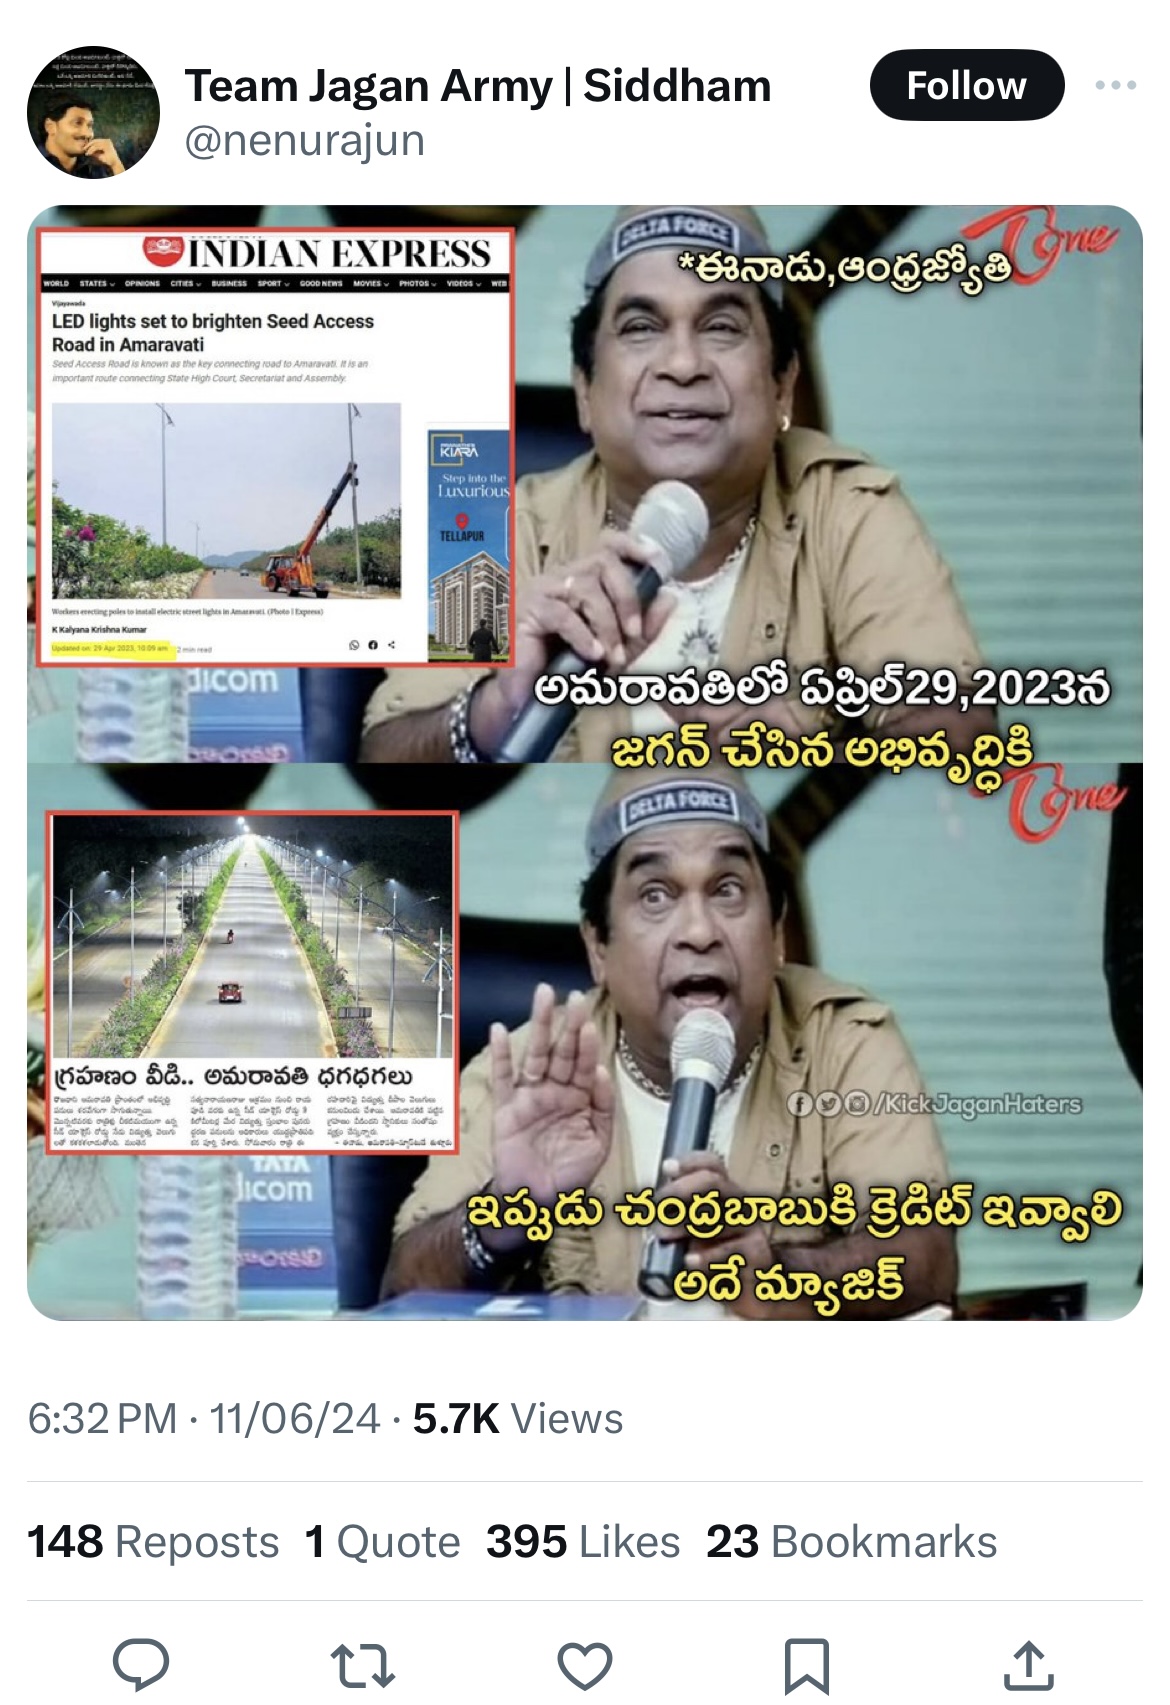 Team Jagan Army | Siddham
Follow
@nenurajun
INDIAN EXPRESS
WORLD STATES OPINIONS CITIES BUSINESS SPORT GOOD NEWS MOVIES PHOTOS VIDEOS WEB
Vijayawada
LED lights set to brighten Seed Access
Road in Amaravati
Seed Access Road is known as the key connecting road to Amaravati. It is an
important route connecting State High Court, Secretariat and Assembly.
KIARA
Step into the
Luxurious
TELLAPUR
Workers erecting poles to install electric street lights in Amaravati. (Photo | Express)
K Kalyana Krishna Kumar
Updated on: 29 Apr 2023, 10:09 am
2 min read
DELTA FORCE
One
*ఈనాడు,ఆంధ్రజ్యోతి
dicom
అమరావతిలో ఏప్రిల్29,2023న
జగన్ చేసిన అభివృద్ధికి
DELTA FORCE
One
గ్రహణం వీడి.. అమరావతి ధగధగలు
/KickJaganHaters
TATA
dicom
ఇప్పుడు చంద్రబాబుకి క్రెడిట్ ఇవ్వాలి
అదే మ్యాజిక్
6:32 PM · 11/06/24 · 5.7K Views
148 Reposts 1 Quote 395 Likes 23 Bookmarks